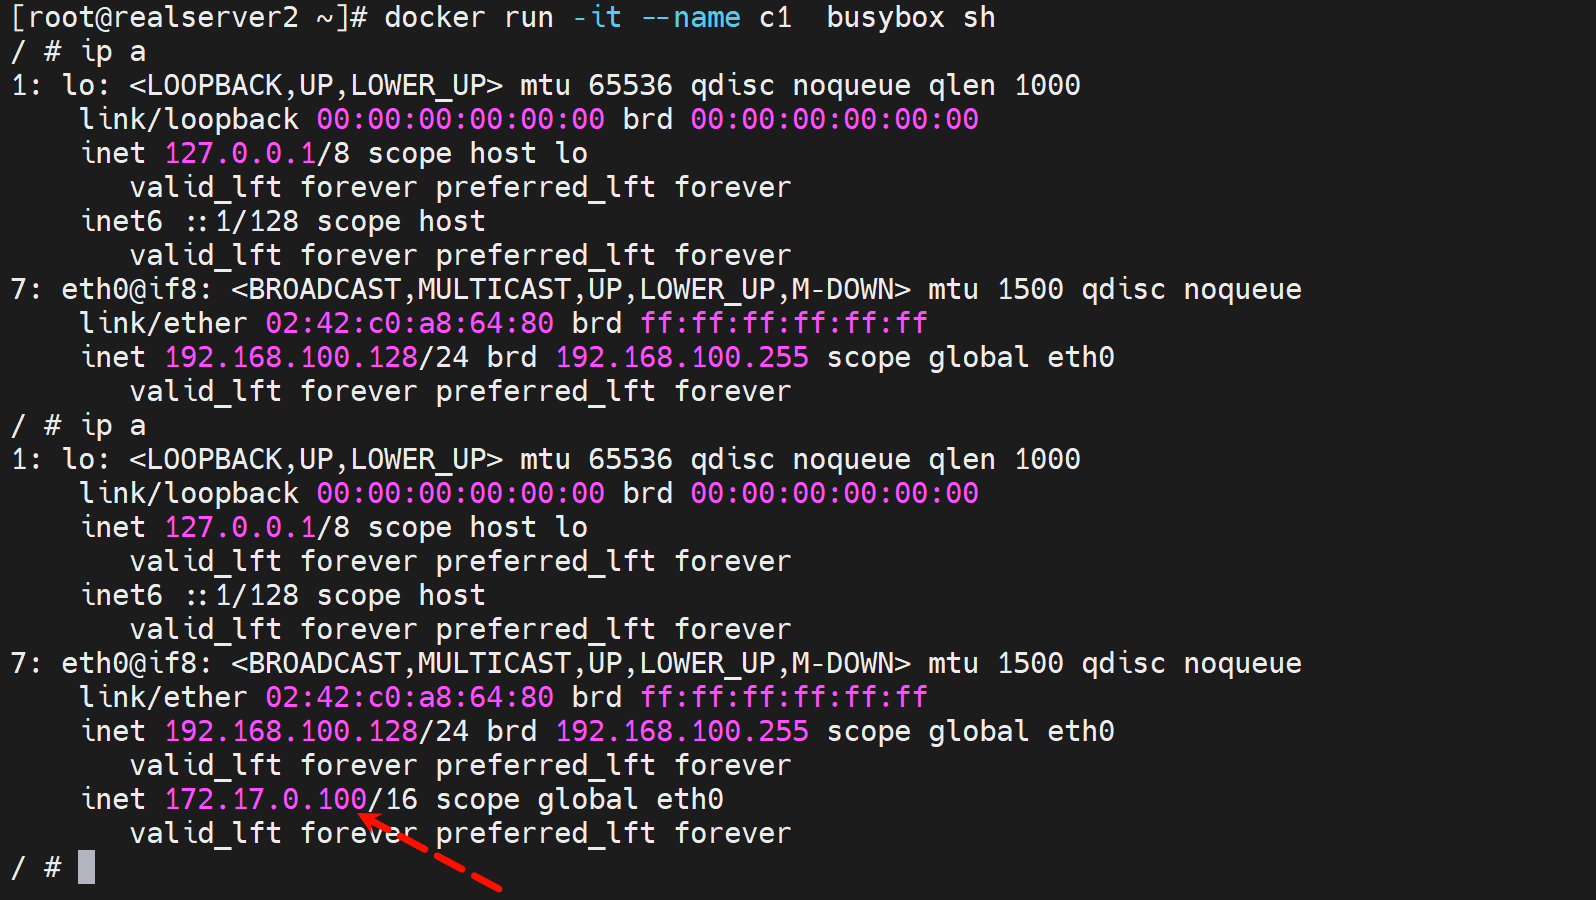 [root@realserver2 ~]# docker run -it --name c1  busybox sh
/ # ip a
1: lo: <LOOPBACK,UP,LOWER_UP> mtu 65536 qdisc noqueue qlen 1000
    link/loopback 00:00:00:00:00:00 brd 00:00:00:00:00:00
    inet 127.0.0.1/8 scope host lo
       valid_lft forever preferred_lft forever
    inet6 ::1/128 scope host
       valid_lft forever preferred_lft forever
7: eth0@if8: <BROADCAST,MULTICAST,UP,LOWER_UP,M-DOWN> mtu 1500 qdisc noqueue
    link/ether 02:42:c0:a8:64:80 brd ff:ff:ff:ff:ff:ff
    inet 192.168.100.128/24 brd 192.168.100.255 scope global eth0
       valid_lft forever preferred_lft forever
/ # ip a
1: lo: <LOOPBACK,UP,LOWER_UP> mtu 65536 qdisc noqueue qlen 1000
    link/loopback 00:00:00:00:00:00 brd 00:00:00:00:00:00
    inet 127.0.0.1/8 scope host lo
       valid_lft forever preferred_lft forever
    inet6 ::1/128 scope host
       valid_lft forever preferred_lft forever
7: eth0@if8: <BROADCAST,MULTICAST,UP,LOWER_UP,M-DOWN> mtu 1500 qdisc noqueue
    link/ether 02:42:c0:a8:64:80 brd ff:ff:ff:ff:ff:ff
    inet 192.168.100.128/24 brd 192.168.100.255 scope global eth0
       valid_lft forever preferred_lft forever
    inet 172.17.0.100/16 scope global eth0
       valid_lft forever preferred_lft forever
/ #